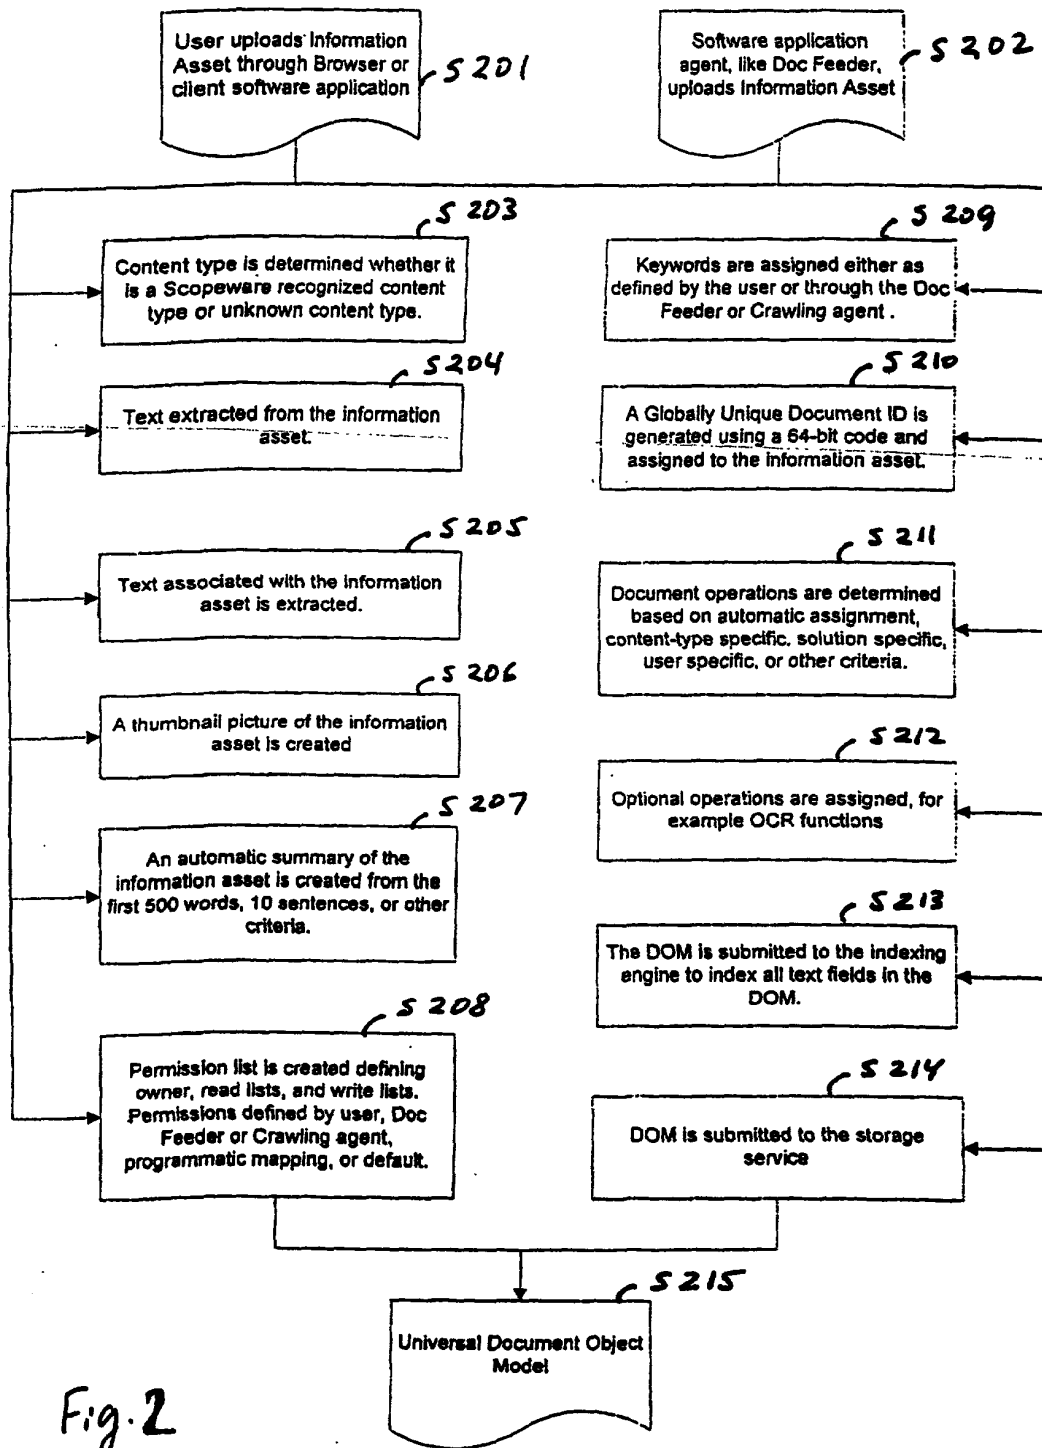 User uploads Information
Asset through Browser or
client software application
S201
Software application
agent, like Doc Feeder,
uploads Information Asset
S202
S203
Content type is determined whether it
is a Scopeware recognized content
type or unknown content type.
S204
Text extracted from the information
asset.
S205
Text associated with the information
asset is extracted.
S206
A thumbnail picture of the information
asset is created
S207
An automatic summary of the
information asset is created from the
first 500 words, 10 sentences, or other
criteria.
S208
Permission list is created defining
owner, read lists, and write lists.
Permissions defined by user, Doc
Feeder or Crawling agent,
programmatic mapping, or default.
S209
Keywords are assigned either as
defined by the user or through the Doc
Feeder or Crawling agent .
S210
A Globally Unique Document ID is
generated using a 64-bit code and
assigned to the information asset.
S211
Document operations are determined
based on automatic assignment,
content-type specific. solution specific,
user specific, or other criteria.
S212
Optional operations are assigned, for
example OCR functions
S213
The DOM is submitted to the indexing
engine to index all text fields in the
DOM.
S214
DOM is submitted to the storage
service
S215
Universal Document Object
Model
Fig. 2